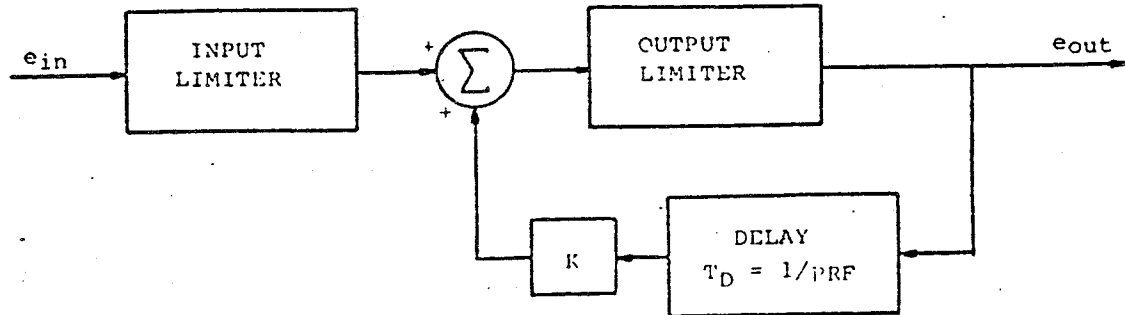 e_in
INPUT
LIMITER
+
Σ
+
OUTPUT
LIMITER
e_out
K
DELAY
T_D = 1/PRF